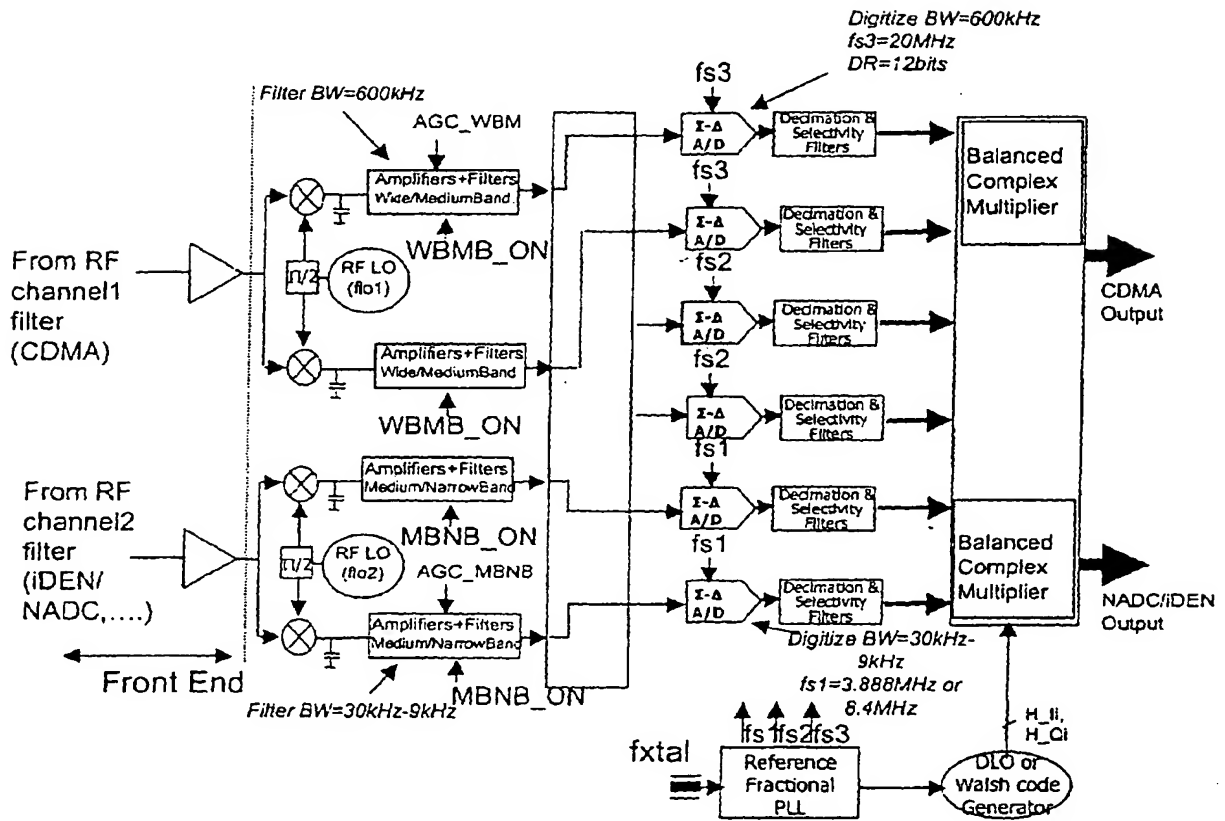 Digitize BW=600kHz
fs3=20MHz
DR=12bits
Filter BW=600kHz
AGC_WBM
fs3
Σ-Δ
A/D
Decimation &
Selectivity
Filters
Amplifiers+Filters
Wide/MediumBand
WBMB_ON
fs3
Σ-Δ
A/D
Decimation &
Selectivity
Filters
Balanced
Complex
Multiplier
From RF
channel1
filter
(CDMA)
Π/2
RF LO
(flo1)
fs2
Σ-Δ
A/D
Decimation &
Selectivity
Filters
CDMA
Output
Amplifiers+Filters
Wide/MediumBand
WBMB_ON
fs2
Σ-Δ
A/D
Decimation &
Selectivity
Filters
From RF
channel2
filter
(iDEN/
NADC,....)
Amplifiers+Filters
Medium/NarrowBand
MBNB_ON
fs1
Σ-Δ
A/D
Decimation &
Selectivity
Filters
Π/2
RF LO
(flo2)
AGC_MBNB
Amplifiers+Filters
Medium/NarrowBand
MBNB_ON
fs1
Σ-Δ
A/D
Decimation &
Selectivity
Filters
Balanced
Complex
Multiplier
NADC/iDEN
Output
Front End
Filter BW=30kHz-9kHz
Digitize BW=30kHz-
9kHz
fs1=3.888MHz or
8.4MHz
fs1 fs2 fs3
H_Ii,
H_Qi
fxtal
Reference
Fractional
PLL
DLO or
Walsh code
Generator